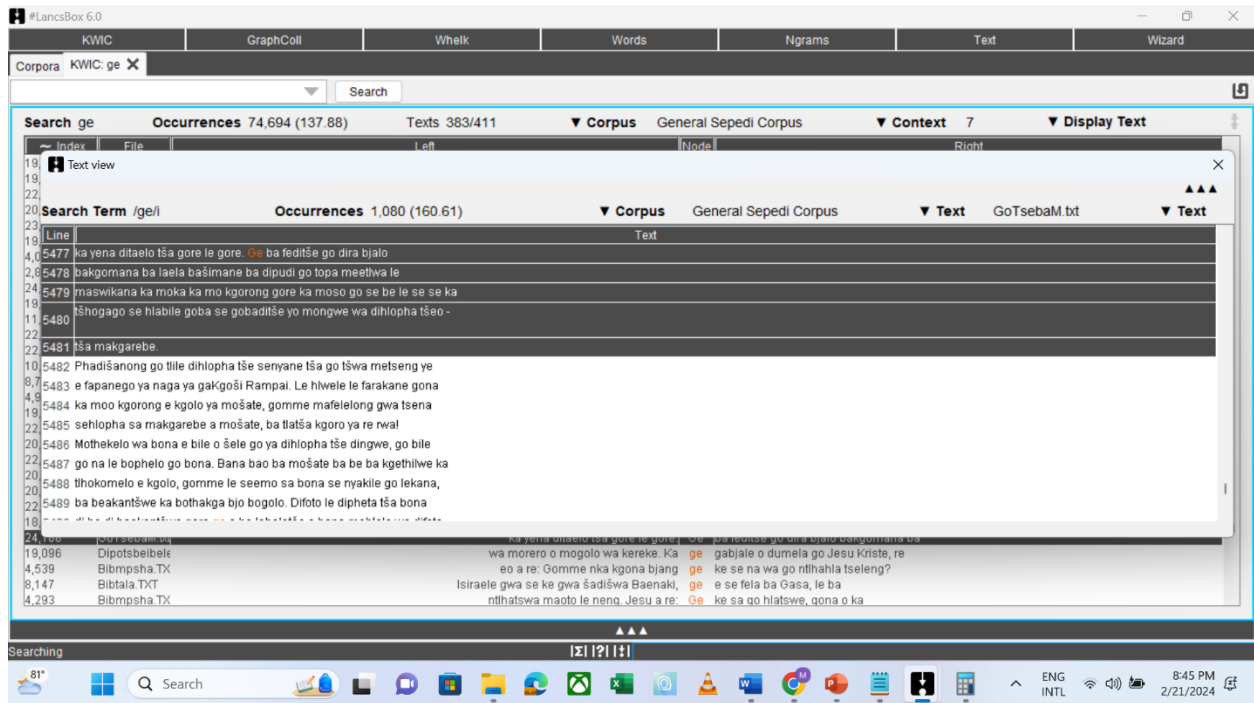 #LancsBox 6.0
KWIC GraphColl Whelk Words Ngrams Text Wizard
Corpora KWIC: ge
Search
Search ge Occurrences 74,694 (137.88) Texts 383/411 ▼ Corpus General Sepedi Corpus ▼ Context 7 ▼ Display Text
Index File Left Node Right
Text view
▲▲▲
Search Term /ge/i Occurrences 1,080 (160.61) ▼ Corpus General Sepedi Corpus ▼ Text GoTsebaM.txt ▼ Text
Line Text
5477 ka yena ditaelo tša gore le gore. Ge ba feditše go dira bjalo
5478 bakgomana ba laela bašimane ba dipudi go topa meetlwa le
5479 maswikana ka moka ka mo kgorong gore ka moso go se be le se se ka
5480 tšhogago se hlabile goba se gobaditše yo mongwe wa dihlopha tšeo -
5481 tša makgarebe.
5482 Phadišanong go tlile dihlopha tše senyane tša go tšwa metseng ye
5483 e fapanego ya naga ya gaKgoši Rampai. Le hlwele le farakane gona
5484 ka moo kgorong e kgolo ya mošate, gomme mafelelong gwa tsena
5485 sehlopha sa makgarebe a mošate, ba tlatša kgoro ya re rwa!
5486 Mothekelo wa bona e bile o šele go ya dihlopha tše dingwe, go bile
5487 go na le bophelo go bona. Bana bao ba mošate ba be ba kgethilwe ka
5488 tlhokomelo e kgolo, gomme le seemo sa bona se nyakile go lekana,
5489 ba beakantšwe ka bothakga bjo bogolo. Difoto le dipheta tša bona
19,096 Dipotsbeibele wa morero o mogolo wa kereke. Ka ge gabjale o dumela go Jesu Kriste, re
4,539 Bibmpsha.TX eo a re: Gomme nka kgona bjang ge ke se na wa go ntlhahla tseleng?
8,147 Bibtala.TXT Isiraele gwa se ke gwa šadišwa Baenaki, ge e se fela ba Gasa, le ba
4,293 Bibmpsha.TX ntlhatswa maoto le neng. Jesu a re: Ge ke sa go hlatswe, gona o ka
▲▲▲
Searching
81°
Search
ENG
INTL
8:45 PM
2/21/2024